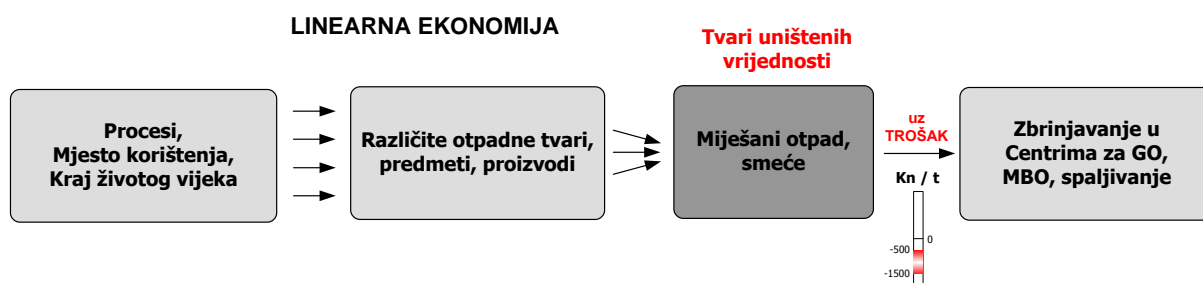 LINEARNA EKONOMIJA
Tvari uništenih
vrijednosti
Procesi,
Mjesto korištenja,
Kraj životog vijeka
Različite otpadne tvari,
predmeti, proizvodi
Miješani otpad,
smeće
uz
TROŠAK
Kn / t
0
-500
-1500
Zbrinjavanje u
Centrima za GO,
MBO, spaljivanje